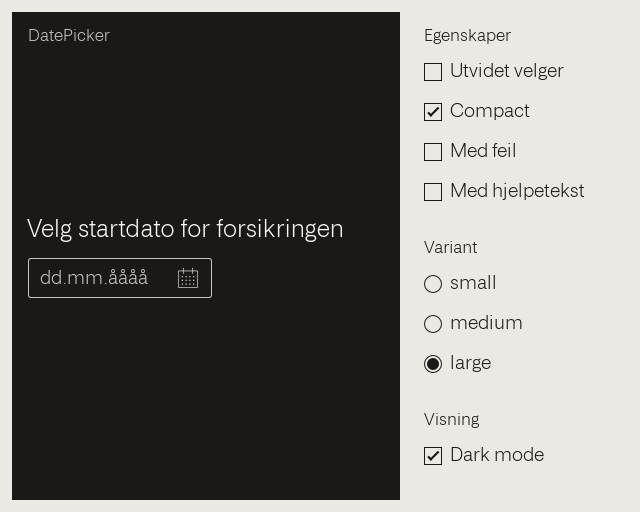 DatePicker
Velg startdato for forsikringen
dd.mm.åååå
Egenskaper
Utvidet velger
Compact
Med feil
Med hjelpetekst
Variant
small
medium
large
Visning
Dark mode